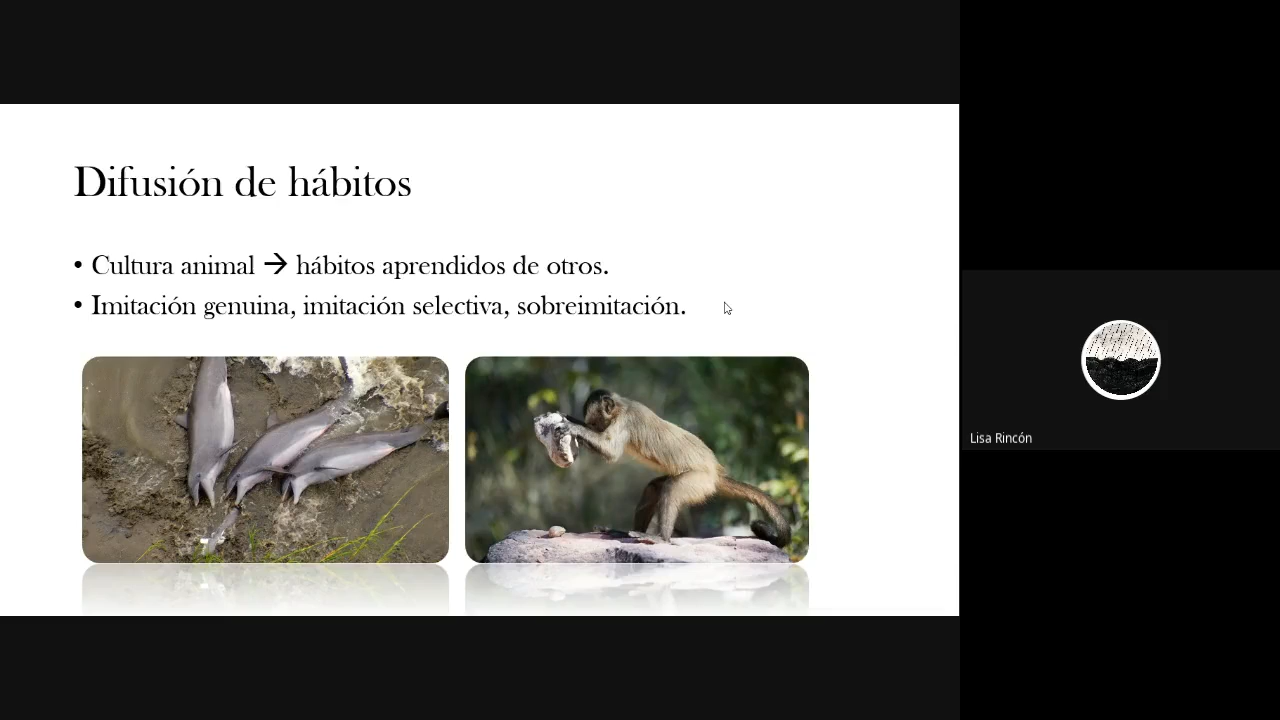 Difusión de hábitos
• Cultura animal → hábitos aprendidos de otros.
• Imitación genuina, imitación selectiva, sobreimitación.
Lisa Rincón